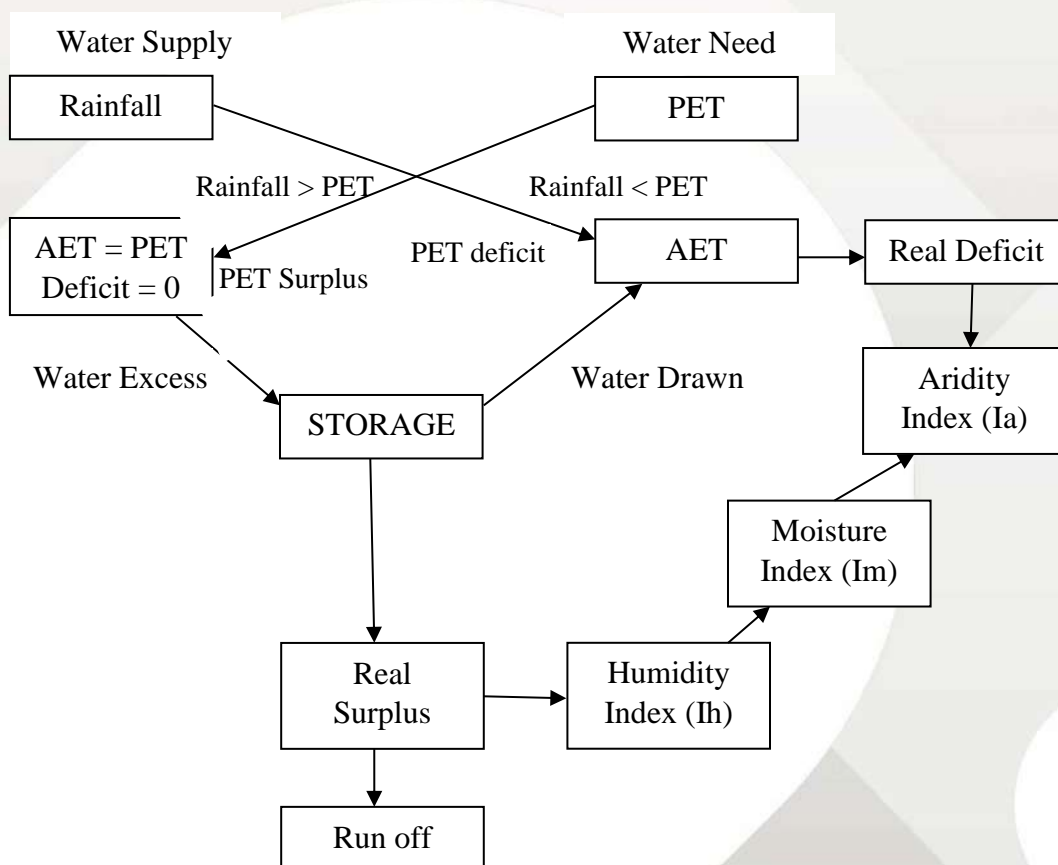 Water Supply
Water Need
Rainfall
PET
Rainfall > PET
Rainfall < PET
AET = PET
Deficit = 0
PET Surplus
PET deficit
AET
Real Deficit
Water Excess
Water Drawn
Aridity
Index (Ia)
STORAGE
Moisture
Index (Im)
Real
Surplus
Humidity
Index (Ih)
Run off